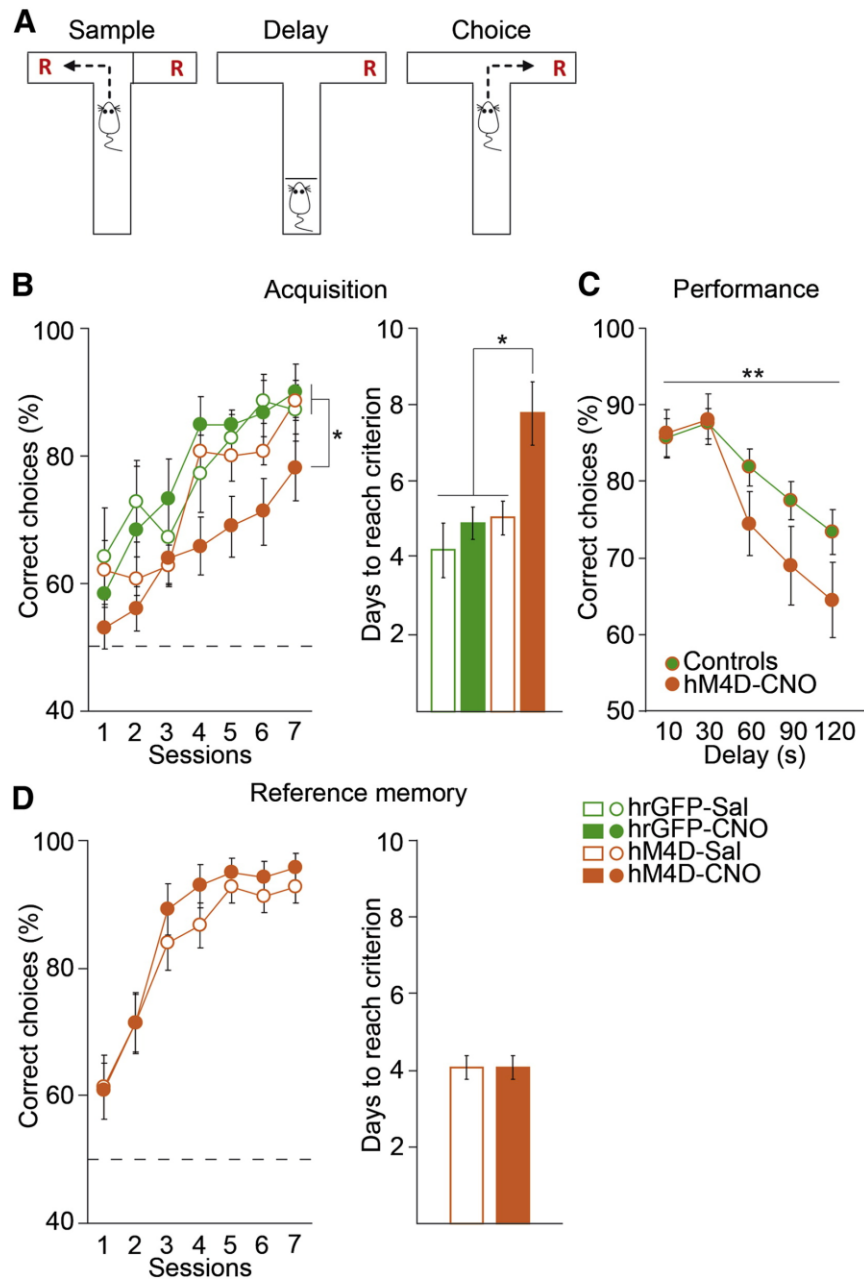 A
Sample Delay Choice
R R R R
B Acquisition
100
80
60
40
Correct choices (%)
1 2 3 4 5 6 7
Sessions
*
10
8
6
4
2
Days to reach criterion
*
C Performance
100
90
80
70
60
50
Correct choices (%)
**
Controls
hM4D-CNO
10 30 60 90 120
Delay (s)
D Reference memory
100
80
60
40
Correct choices (%)
1 2 3 4 5 6 7
Sessions
10
8
6
4
2
Days to reach criterion
hrGFP-Sal
hrGFP-CNO
hM4D-Sal
hM4D-CNO